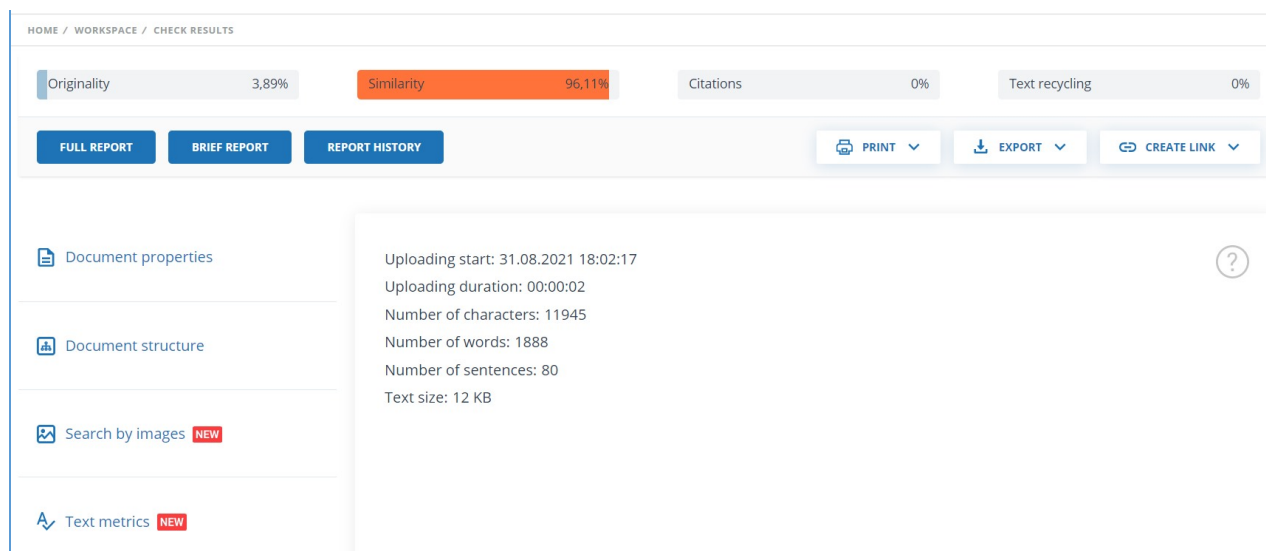 HOME / WORKSPACE / CHECK RESULTS
Originality 3,89% Similarity 96,11% Citations 0% Text recycling 0%
FULL REPORT BRIEF REPORT REPORT HISTORY PRINT EXPORT CREATE LINK
Document properties
Uploading start: 31.08.2021 18:02:17
?
Uploading duration: 00:00:02
Number of characters: 11945
Document structure
Number of words: 1888
Number of sentences: 80
Text size: 12 KB
Search by images NEW
Text metrics NEW